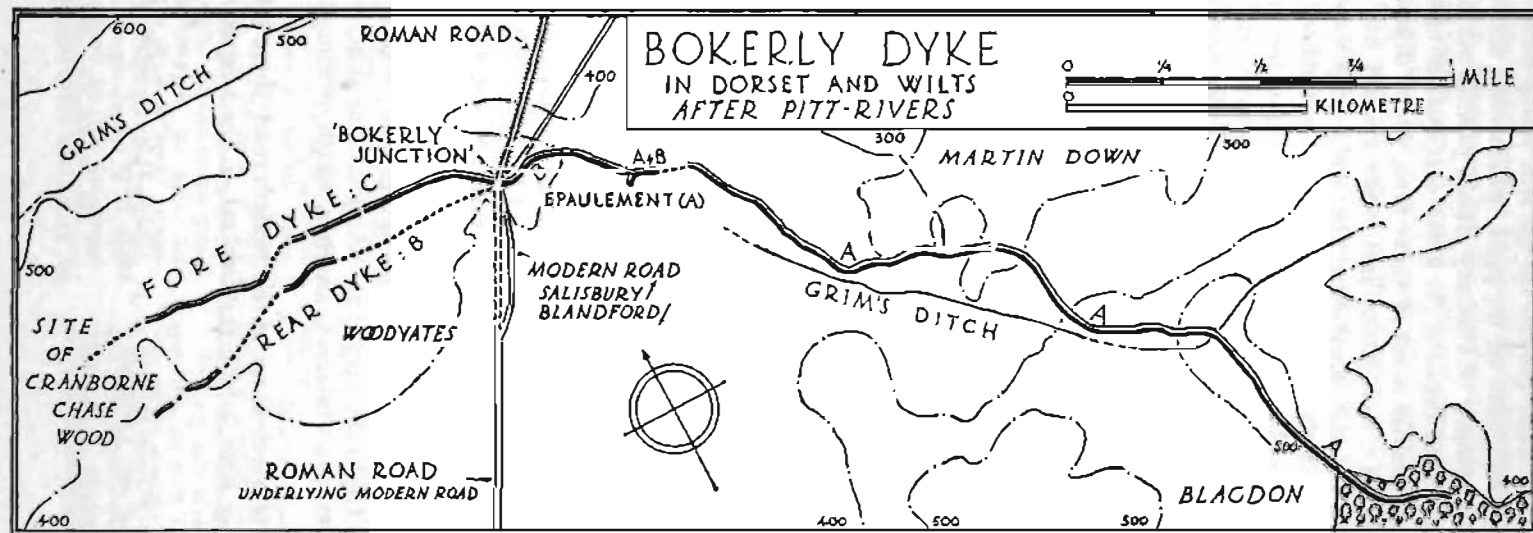 600
500
GRIM'S DITCH
ROMAN ROAD
400
BOKERLY DYKE
IN DORSET AND WILTS
AFTER PITT-RIVERS
0 ¼ ½ ¾ 1 MILE
0 KILOMETRE
'BOKERLY
JUNCTION'
A&B
EPAULEMENT (A)
300
MARTIN DOWN
300
FORE DYKE: C
REAR DYKE: B
500
MODERN ROAD
SALISBURY
BLANDFORD
WOODYATES
A
GRIM'S DITCH
A
SITE
OF
CRANBORNE
CHASE
WOOD
ROMAN ROAD
UNDERLYING MODERN ROAD
500
A
BLAGDON
400
400
400
500
500